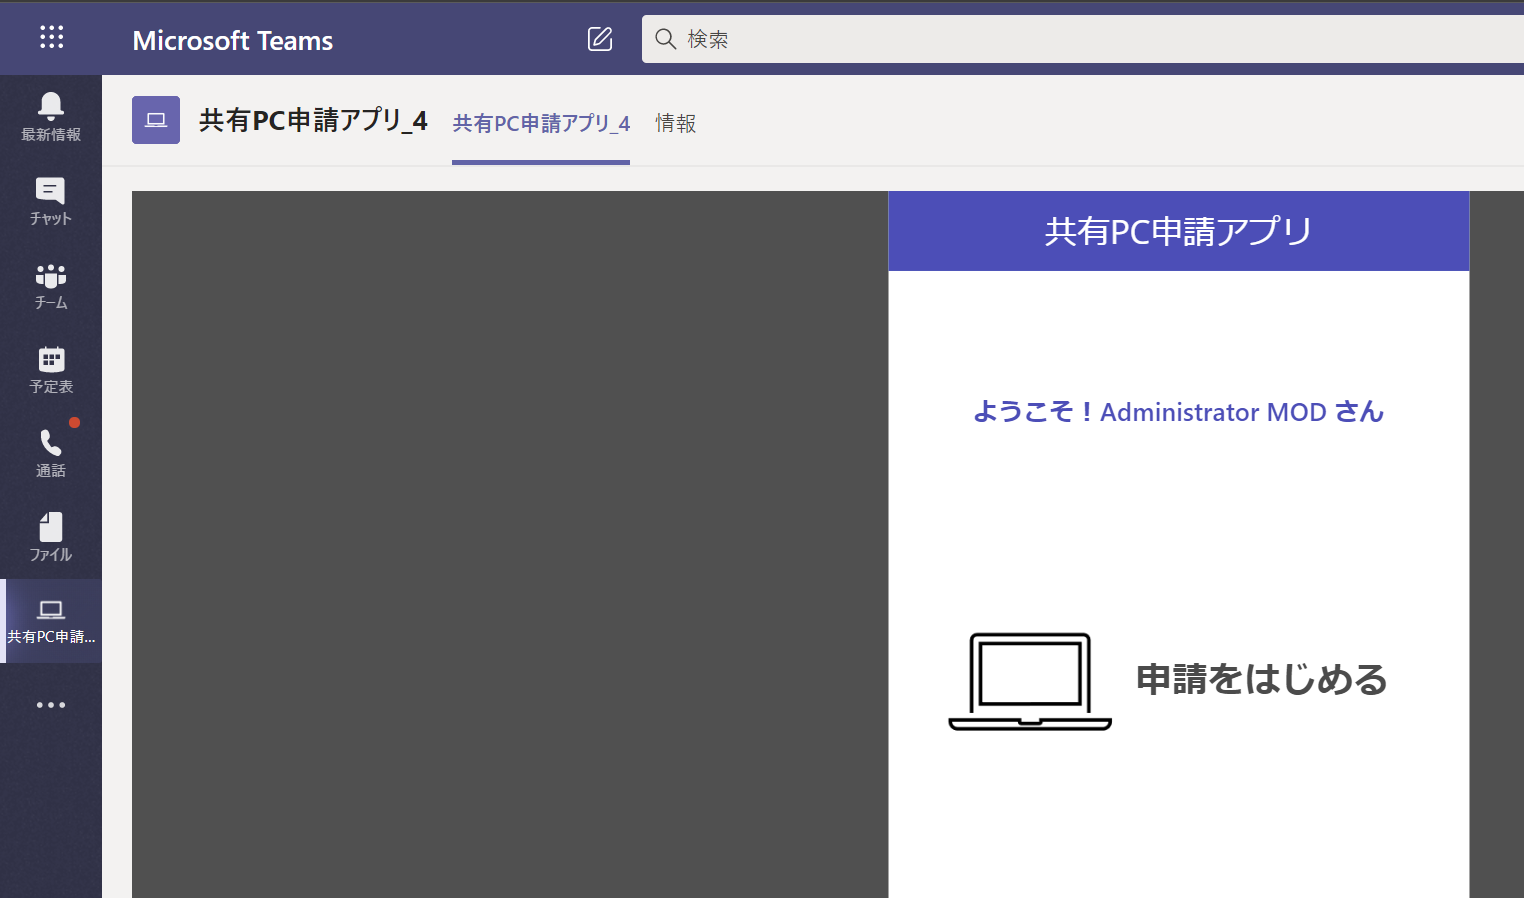 Microsoft Teams
検索
最新情報
チャット
チーム
予定表
通話
ファイル
共有PC申請...
共有PC申請アプリ_4
共有PC申請アプリ_4
情報
共有PC申請アプリ
ようこそ！Administrator MOD さん
申請をはじめる